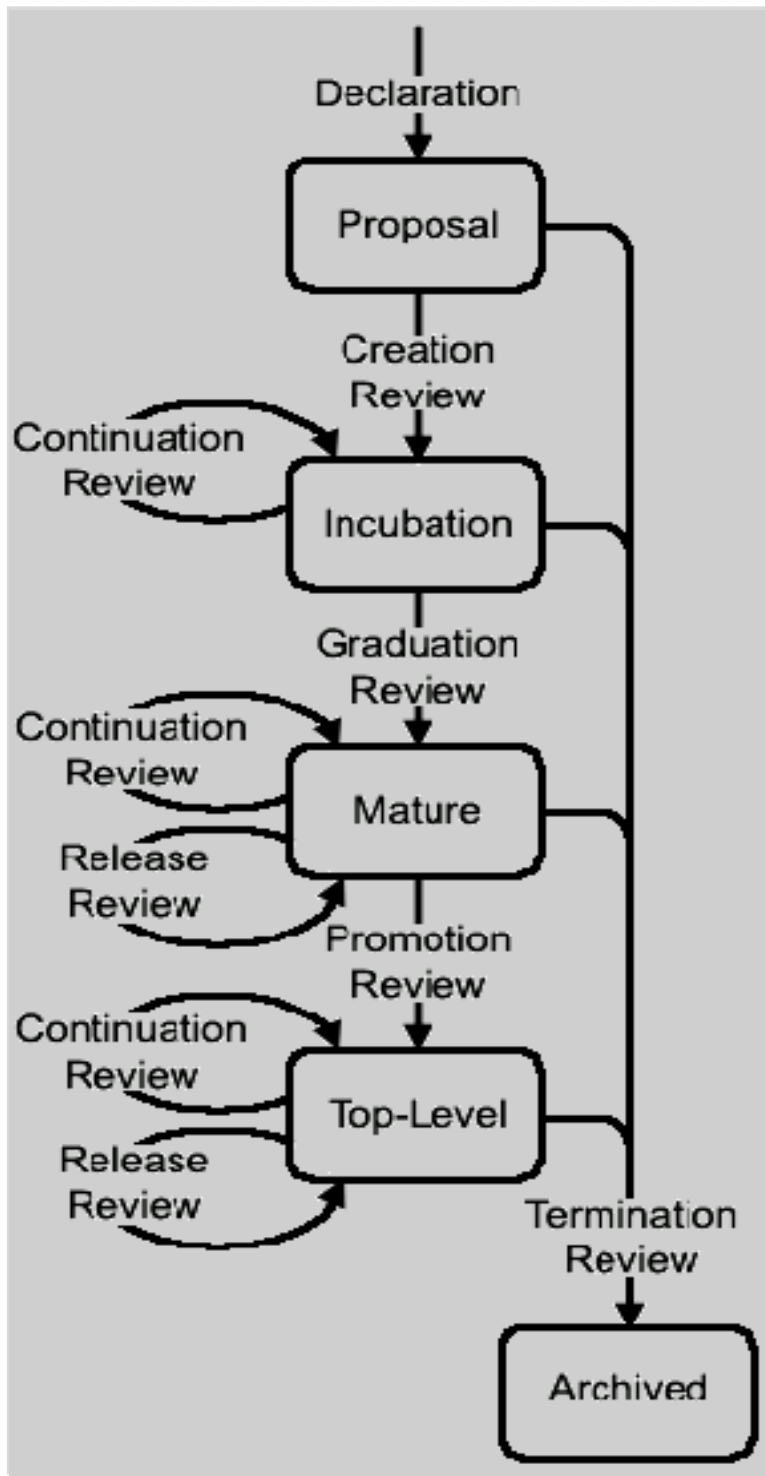 Declaration
Proposal
Creation
Review
Continuation
Review
Incubation
Graduation
Review
Continuation
Review
Mature
Release
Review
Promotion
Review
Continuation
Review
Top-Level
Release
Review
Termination
Review
Archived